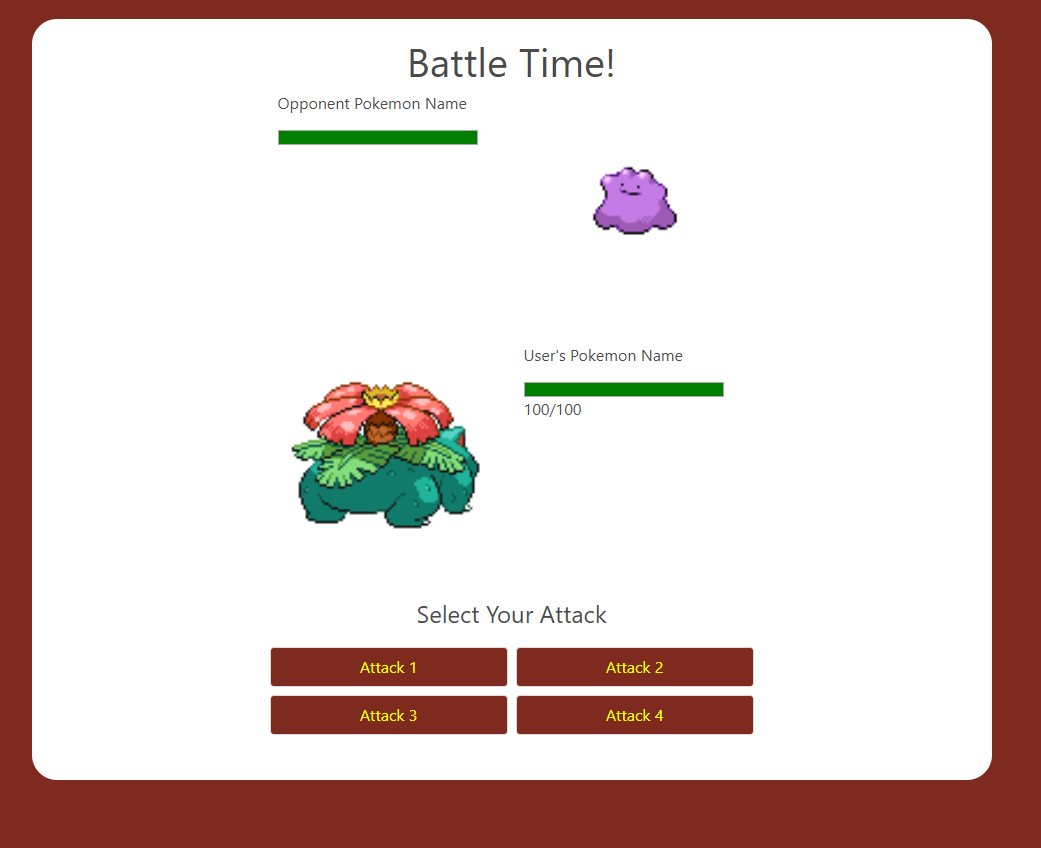 Battle Time!
Opponent Pokemon Name
User's Pokemon Name
100/100
Select Your Attack
Attack 1
Attack 2
Attack 3
Attack 4